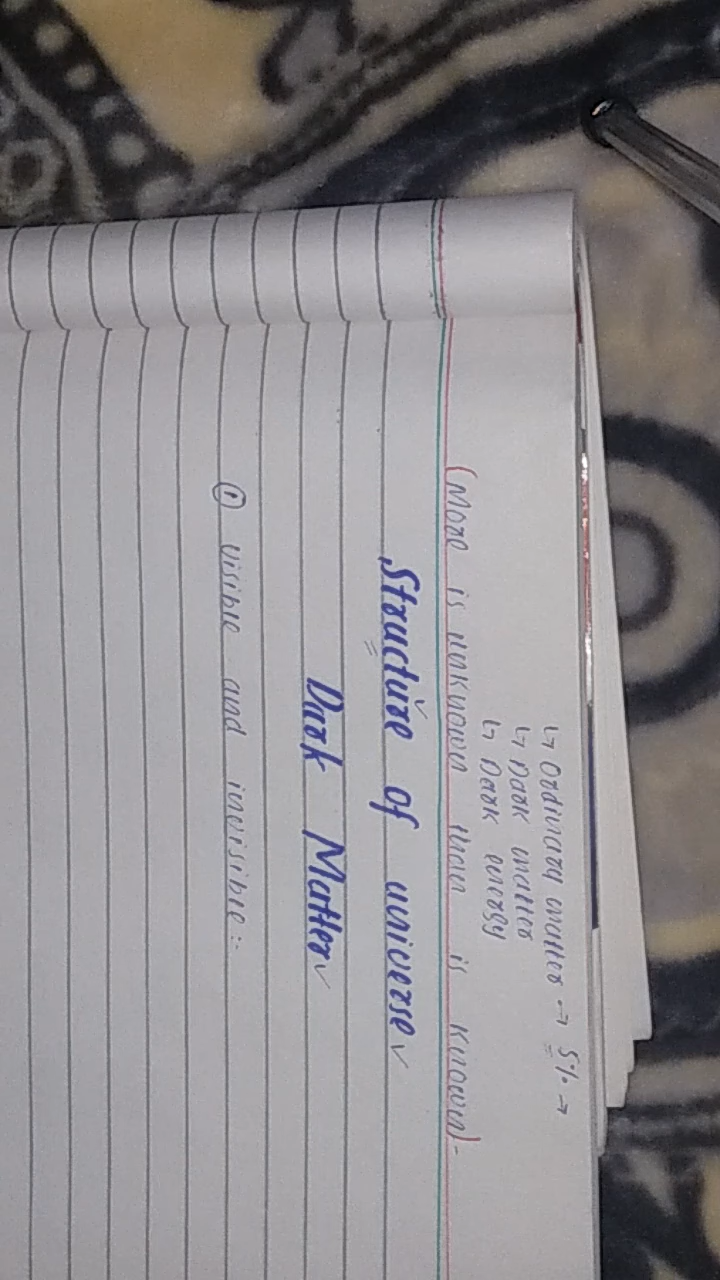 ↳ Ordinary matter → 5% →
↳ Dark matter
↳ Dark energy
(More is unknown than is known)-
Structure of universe ✓
Dark Matter ✓
① visible and invisible :-